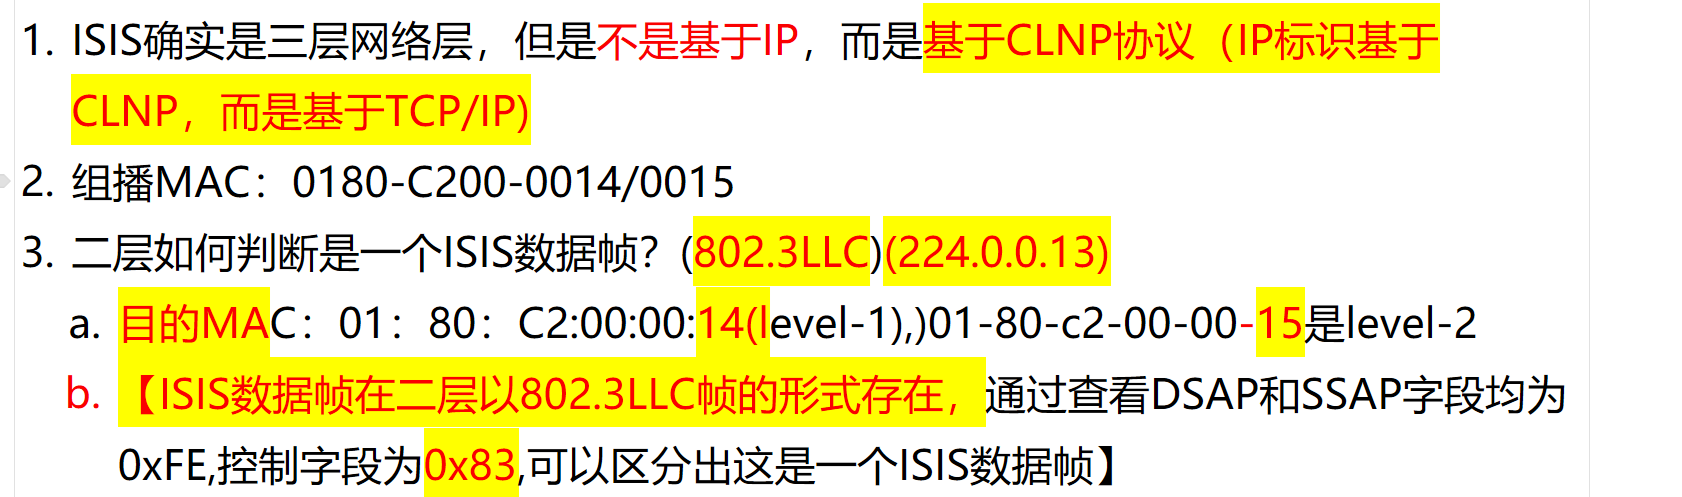 1. ISIS确实是三层网络层，但是不是基于IP，而是基于CLNP协议（IP标识基于
CLNP，而是基于TCP/IP)
2. 组播MAC：0180-C200-0014/0015
3. 二层如何判断是一个ISIS数据帧？(802.3LLC)(224.0.0.13)
a. 目的MAC：01：80：C2:00:00:14(level-1),)01-80-c2-00-00-15是level-2
b. 【ISIS数据帧在二层以802.3LLC帧的形式存在，通过查看DSAP和SSAP字段均为
0xFE,控制字段为0x83,可以区分出这是一个ISIS数据帧】